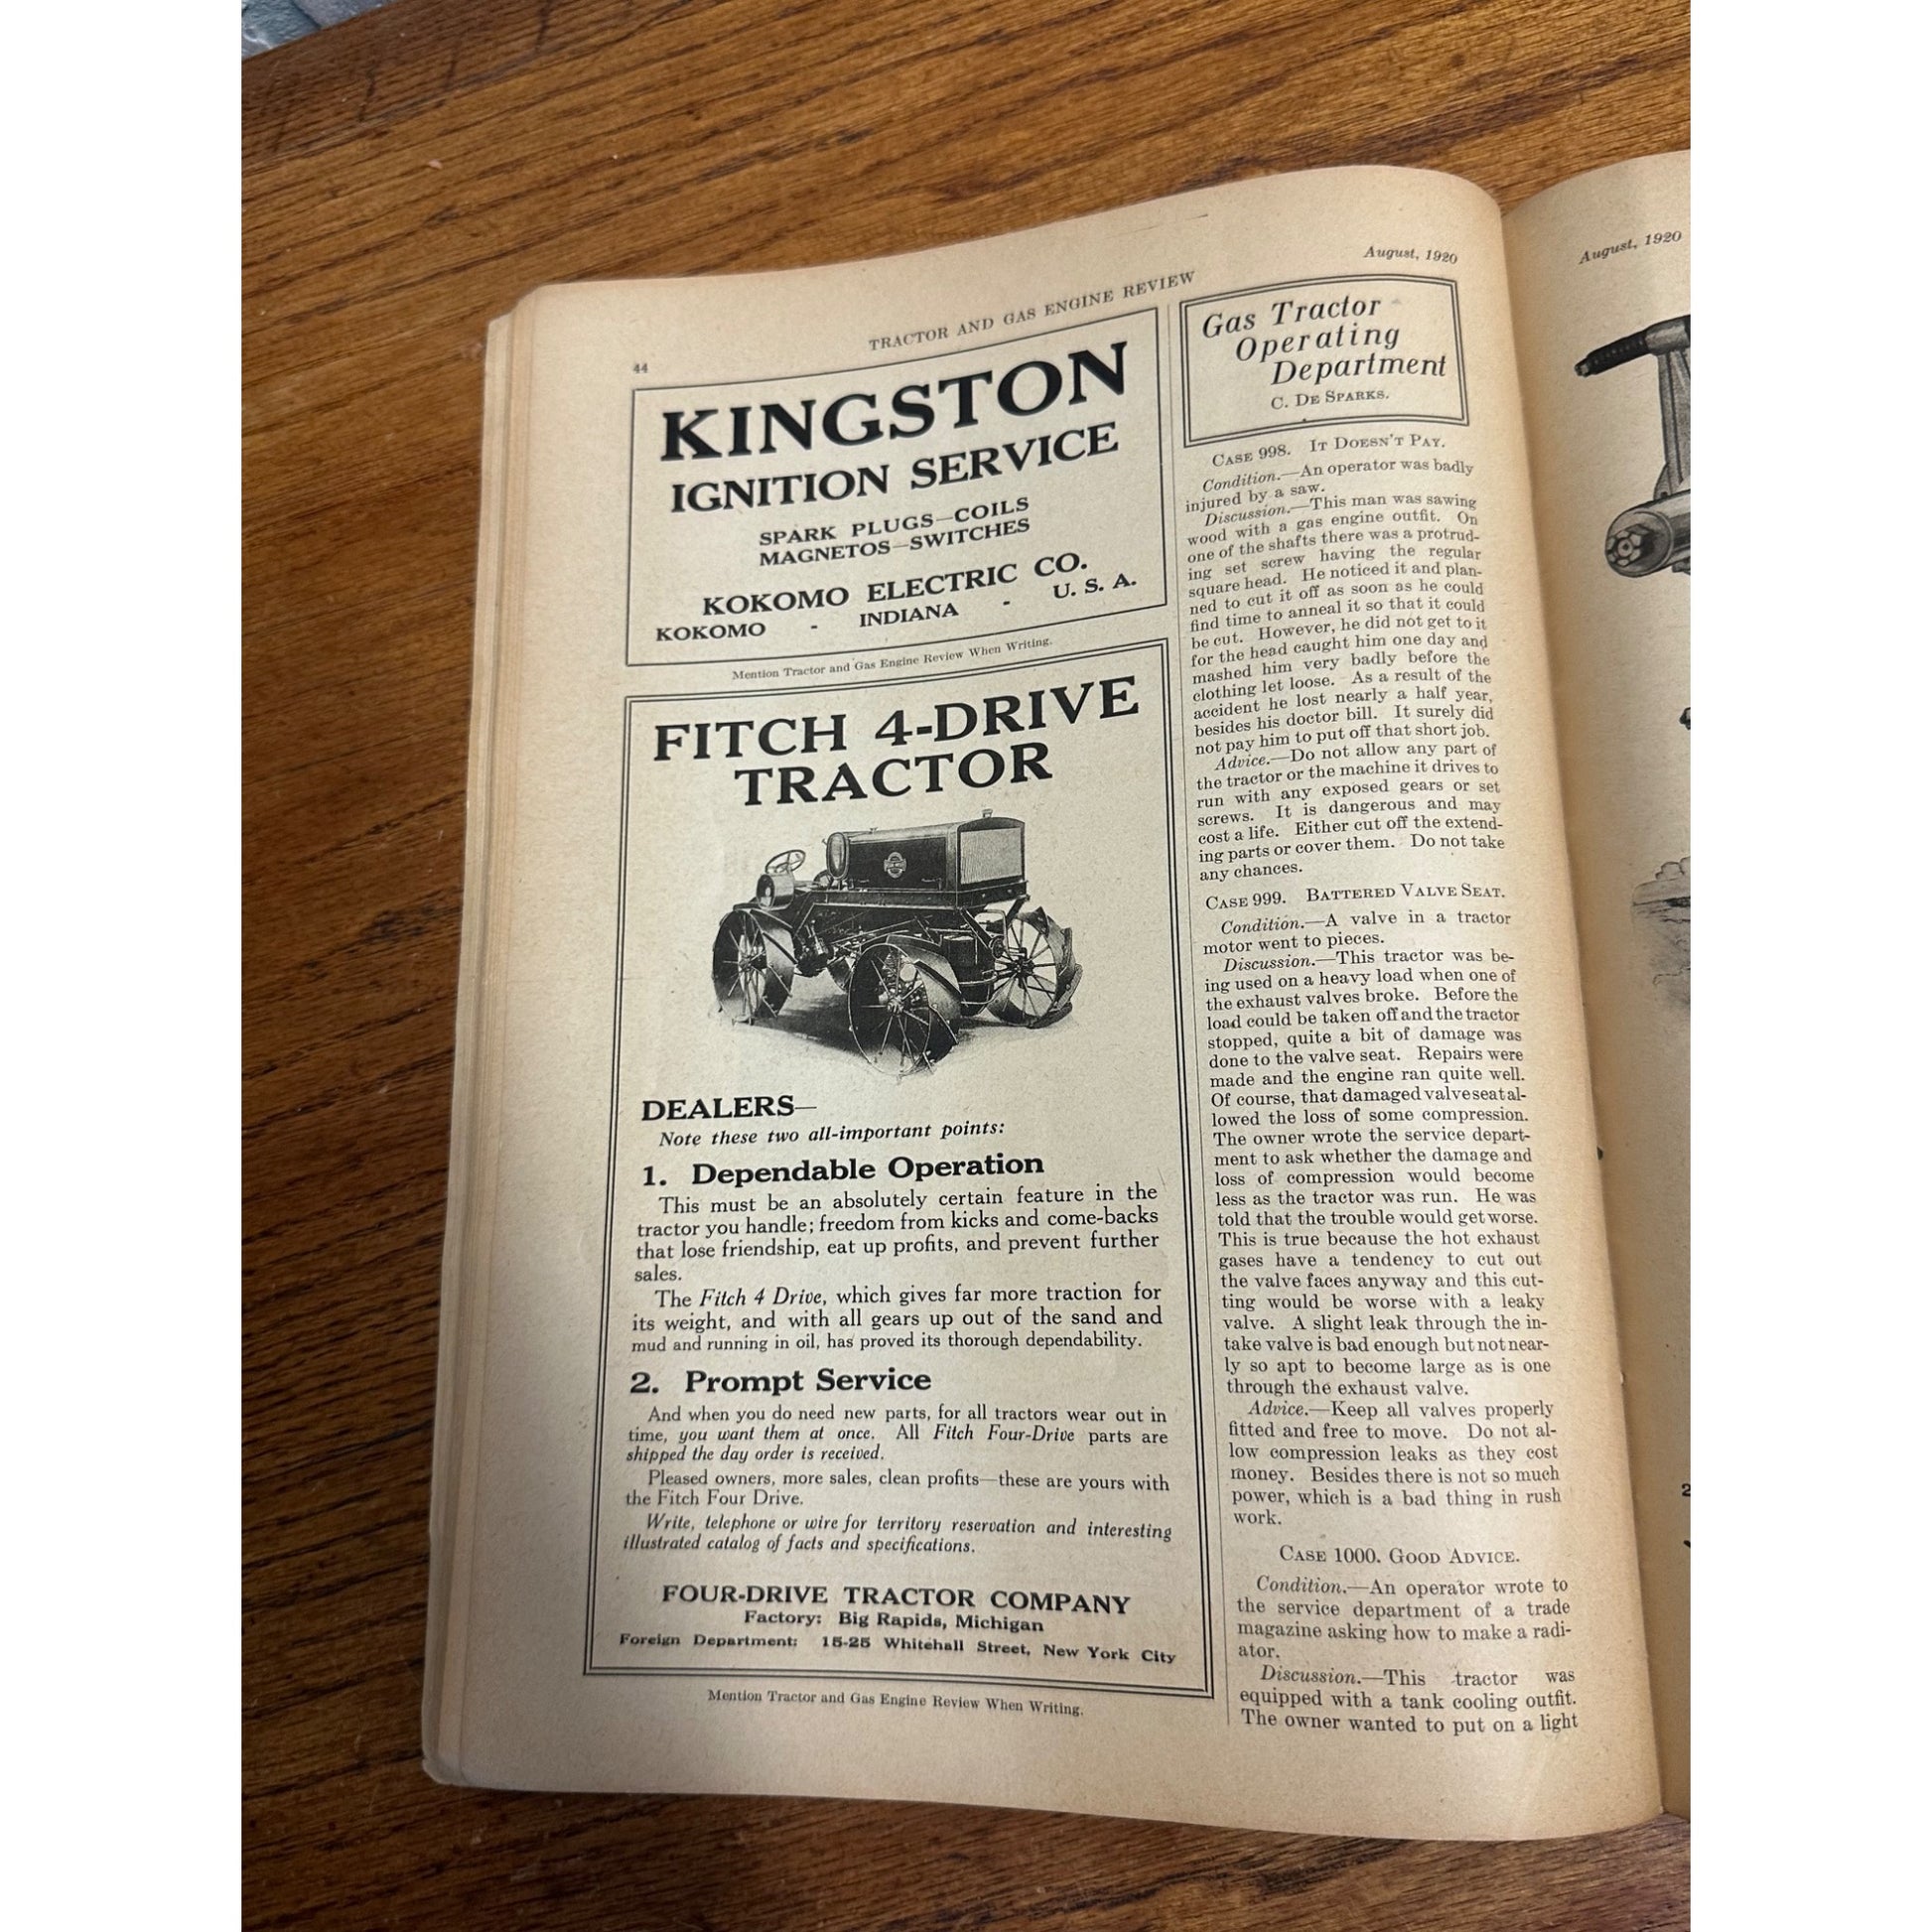 44
TRACTOR AND GAS ENGINE REVIEW
August, 1920
KINGSTON
IGNITION SERVICE
SPARK PLUGS—COILS
MAGNETOS—SWITCHES
KOKOMO ELECTRIC CO.
KOKOMO - INDIANA - U. S. A.
Mention Tractor and Gas Engine Review When Writing.
FITCH 4-DRIVE
TRACTOR
DEALERS—
Note these two all-important points:
1. Dependable Operation
This must be an absolutely certain feature in the
tractor you handle; freedom from kicks and come-backs
that lose friendship, eat up profits, and prevent further
sales.
The Fitch 4 Drive, which gives far more traction for
its weight, and with all gears up out of the sand and
mud and running in oil, has proved its thorough dependability.
2. Prompt Service
And when you do need new parts, for all tractors wear out in
time, you want them at once. All Fitch Four-Drive parts are
shipped the day order is received.
Pleased owners, more sales, clean profits—these are yours with
the Fitch Four Drive.
Write, telephone or wire for territory reservation and interesting
illustrated catalog of facts and specifications.
FOUR-DRIVE TRACTOR COMPANY
Factory: Big Rapids, Michigan
Foreign Department: 15-25 Whitehall Street, New York City
Mention Tractor and Gas Engine Review When Writing.
Gas Tractor
Operating
Department
C. DE SPARKS.
CASE 998. IT DOESN'T PAY.
Condition.—An operator was badly
injured by a saw.
Discussion.—This man was sawing
wood with a gas engine outfit. On
one of the shafts there was a protrud-
ing set screw having the regular
square head. He noticed it and plan-
ned to cut it off as soon as he could
find time to anneal it so that it could
be cut. However, he did not get to it
for the head caught him one day and
mashed him very badly before the
clothing let loose. As a result of the
accident he lost nearly a half year,
besides his doctor bill. It surely did
not pay him to put off that short job.
Advice.—Do not allow any part of
the tractor or the machine it drives to
run with any exposed gears or set
screws. It is dangerous and may
cost a life. Either cut off the extend-
ing parts or cover them. Do not take
any chances.
CASE 999. BATTERED VALVE SEAT.
Condition.—A valve in a tractor
motor went to pieces.
Discussion.—This tractor was be-
ing used on a heavy load when one of
the exhaust valves broke. Before the
load could be taken off and the tractor
stopped, quite a bit of damage was
done to the valve seat. Repairs were
made and the engine ran quite well.
Of course, that damaged valve seat al-
lowed the loss of some compression.
The owner wrote the service depart-
ment to ask whether the damage and
loss of compression would become
less as the tractor was run. He was
told that the trouble would get worse.
This is true because the hot exhaust
gases have a tendency to cut out
the valve faces anyway and this cut-
ting would be worse with a leaky
valve. A slight leak through the in-
take valve is bad enough but not near-
ly so apt to become large as is one
through the exhaust valve.
Advice.—Keep all valves properly
fitted and free to move. Do not al-
low compression leaks as they cost
money. Besides there is not so much
power, which is a bad thing in rush
work.
CASE 1000. GOOD ADVICE.
Condition.—An operator wrote to
the service department of a trade
magazine asking how to make a radi-
ator.
Discussion.—This tractor was
equipped with a tank cooling outfit.
The owner wanted to put on a light
August, 1920